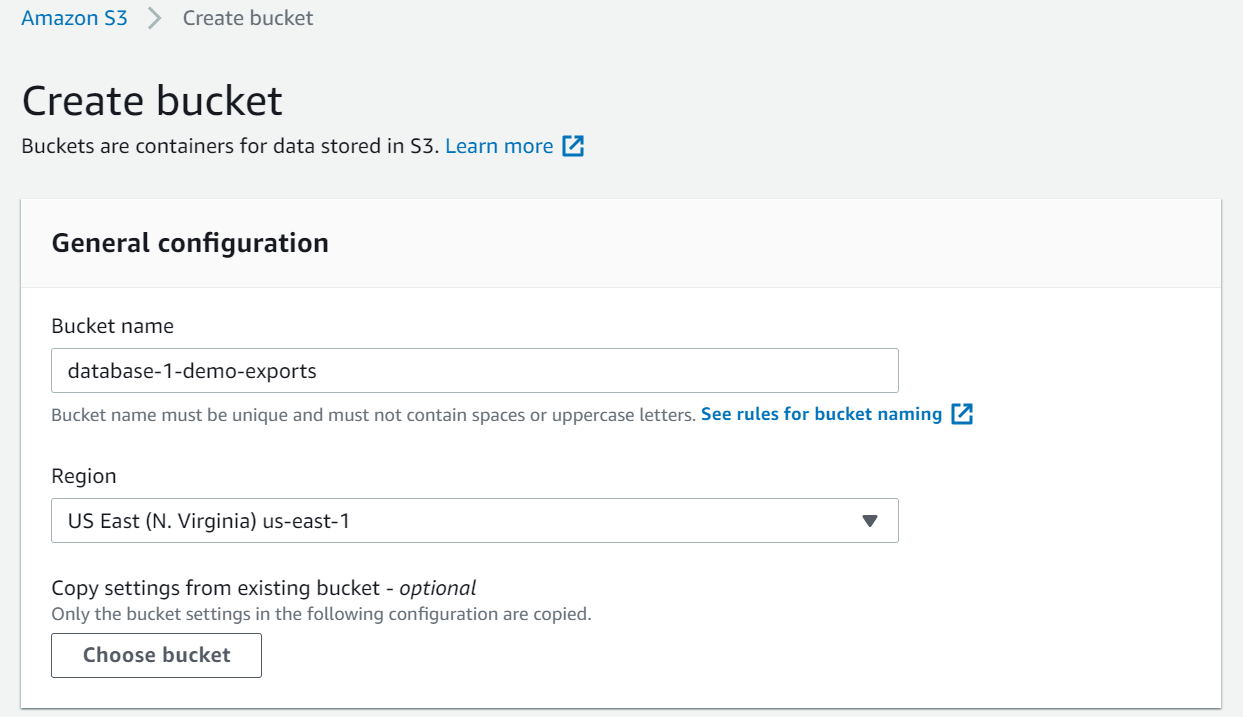 Amazon S3 > Create bucket
Create bucket
Buckets are containers for data stored in S3. Learn more
General configuration
Bucket name
database-1-demo-exports
Bucket name must be unique and must not contain spaces or uppercase letters. See rules for bucket naming
Region
US East (N. Virginia) us-east-1
Copy settings from existing bucket - optional
Only the bucket settings in the following configuration are copied.
Choose bucket